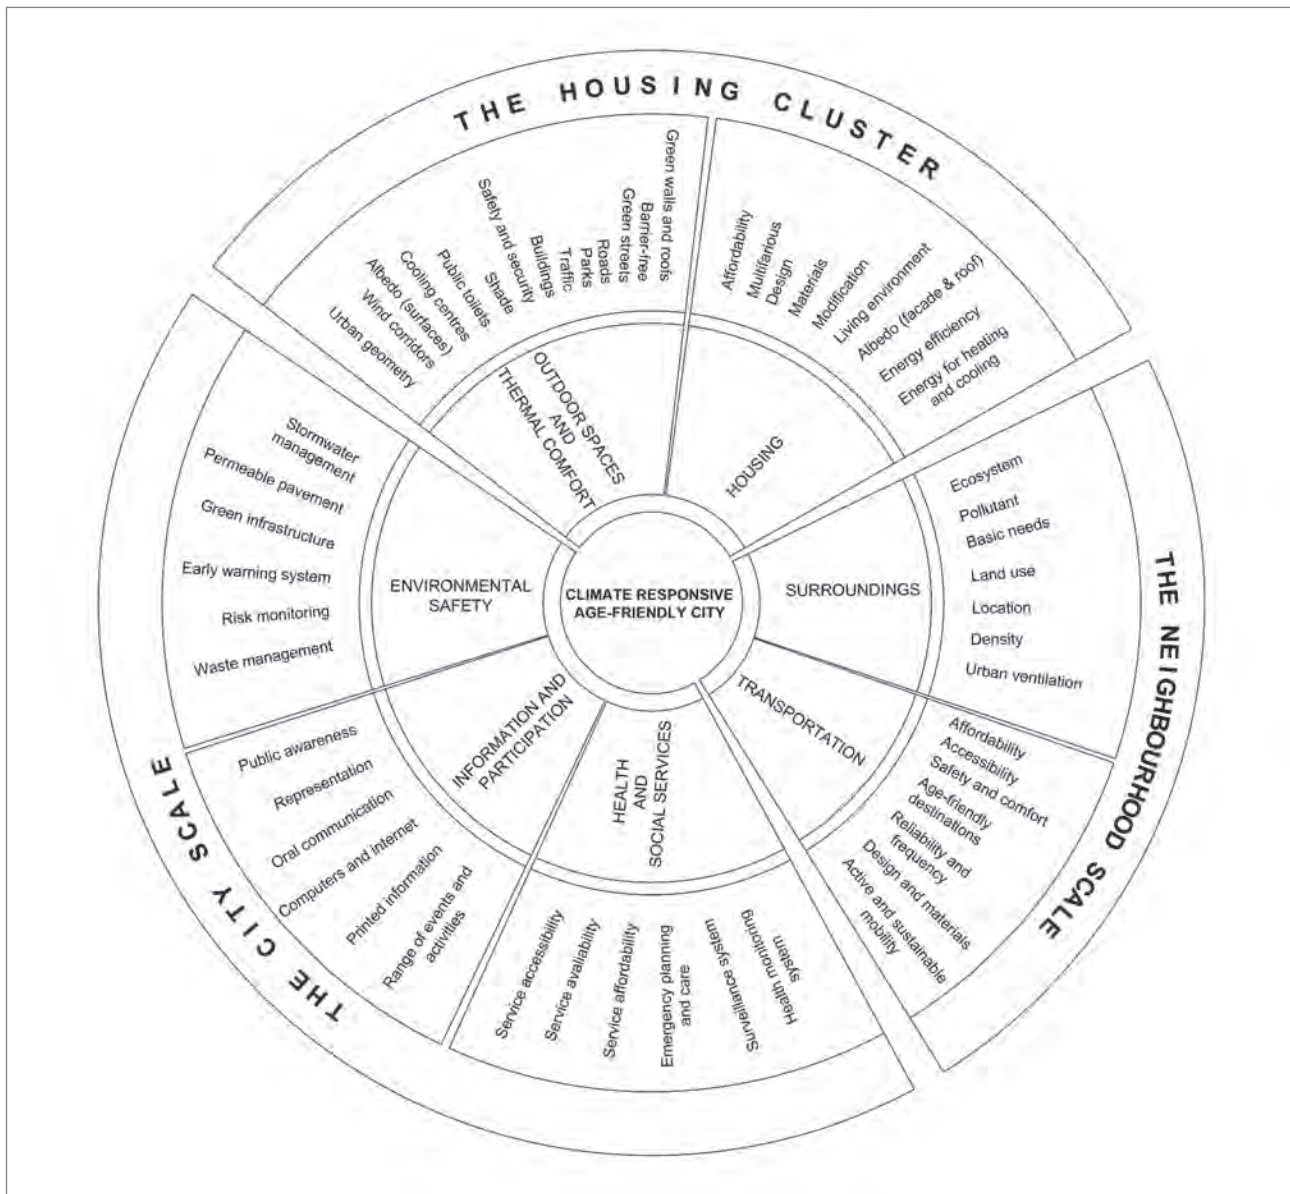 THE HOUSING CLUSTER
Urban geometry
Wind corridors
Albedo (surfaces)
Cooling centres
Public toilets
Shade
Safety and security
Buildings
Traffic
Parks
Roads
Green streets
Barrier-free
Green walls and roofs
OUTDOOR SPACES
AND
THERMAL COMFORT
Affordability
Multifarious
Design
Materials
Modification
Living environment
Albedo (facade & roof)
Energy efficiency
Energy for heating
and cooling
HOUSING
THE NEIGHBOURHOOD SCALE
Ecosystem
Pollutant
Basic needs
Land use
Location
Density
Urban ventilation
SURROUNDINGS
Affordability
Accessibility
Safety and comfort
Age-friendly
destinations
Reliability and
frequency
Design and materials
Active and sustainable
mobility
TRANSPORTATION
THE CITY SCALE
Health monitoring
system
Surveillance system
Emergency planning
and care
Service affordability
Service avaliability
Service accessibility
HEALTH
AND
SOCIAL SERVICES
Range of events and
activities
Printed information
Computers and internet
Oral communication
Representation
Public awareness
INFORMATION AND
PARTICIPATION
Waste management
Risk monitoring
Early warning system
Green infrastructure
Permeable pavement
Stormwater
management
ENVIRONMENTAL
SAFETY
CLIMATE RESPONSIVE
AGE-FRIENDLY CITY